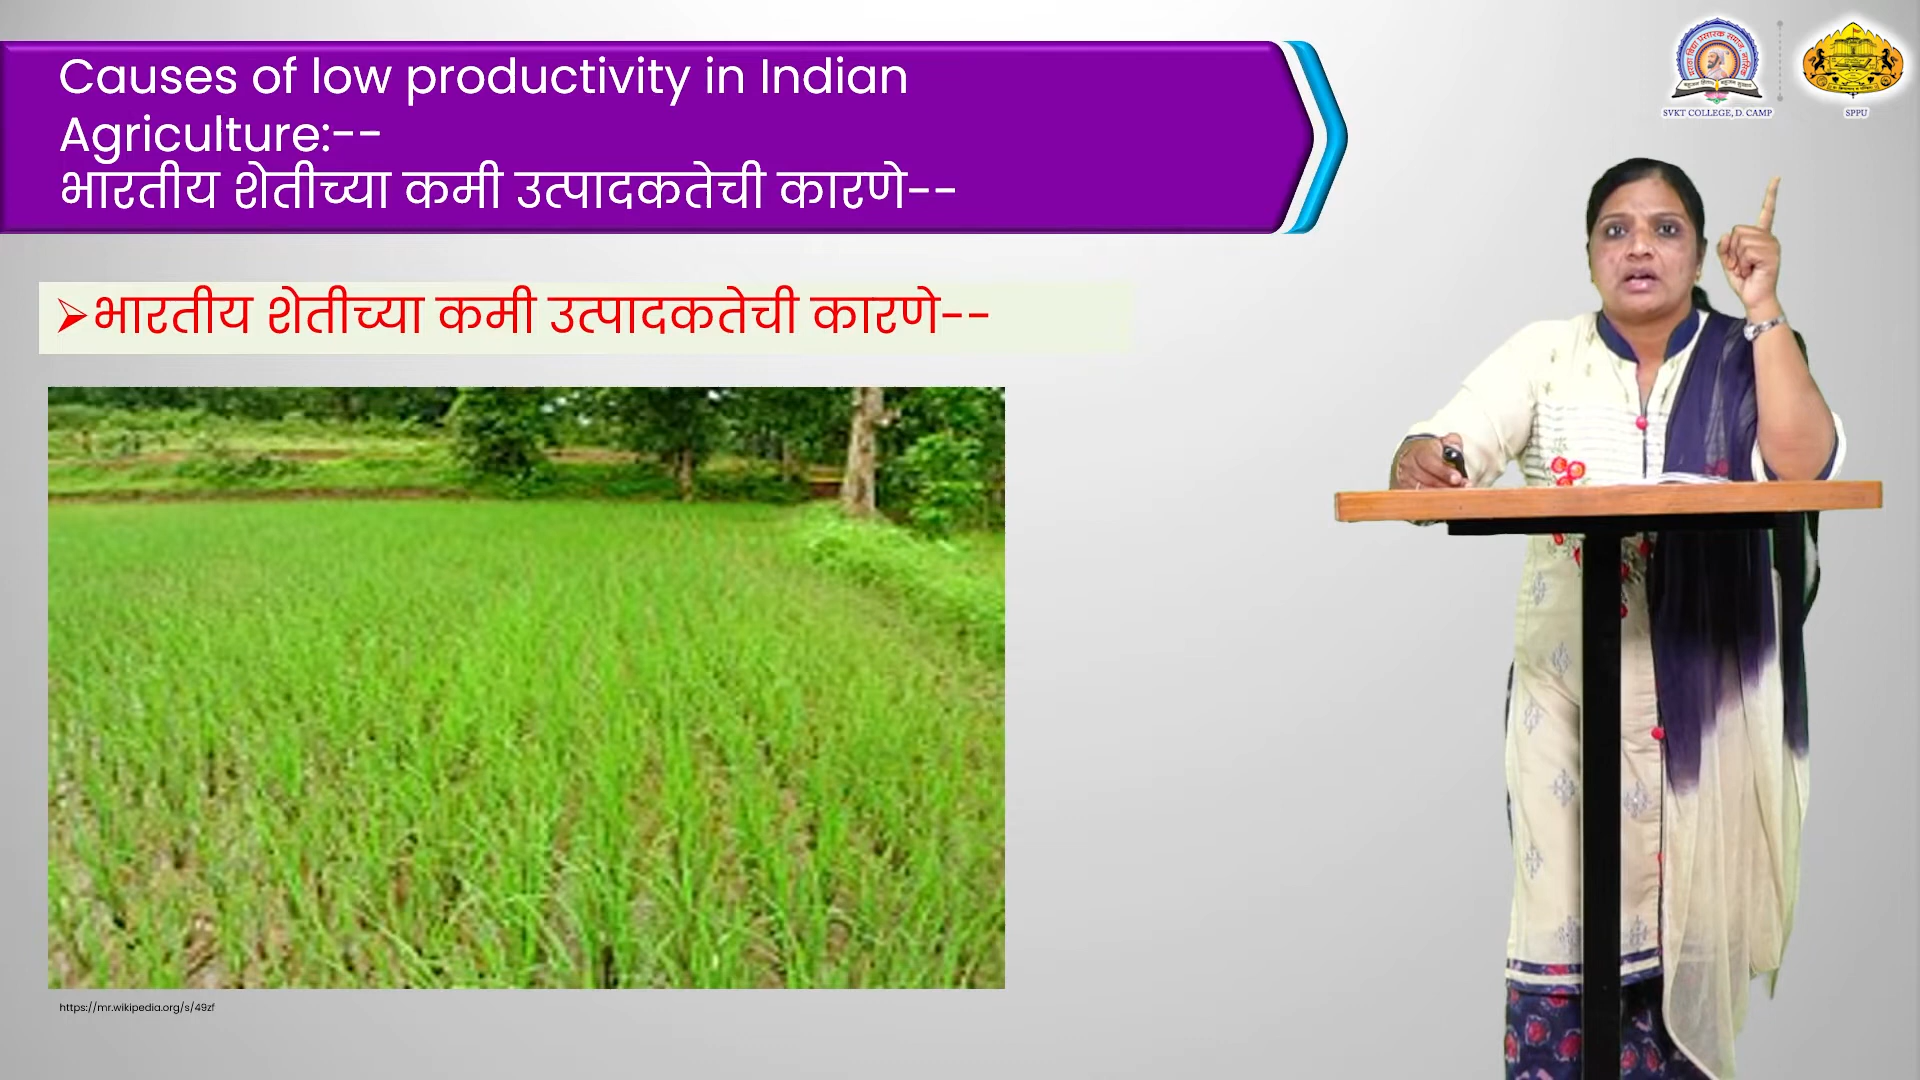 Causes of low productivity in Indian
Agriculture:--
भारतीय शेतीच्या कमी उत्पादकतेची कारणे--
➢भारतीय शेतीच्या कमी उत्पादकतेची कारणे--
https://mr.wikipedia.org/s/49zf
SVKT COLLEGE, D. CAMP
SPPU